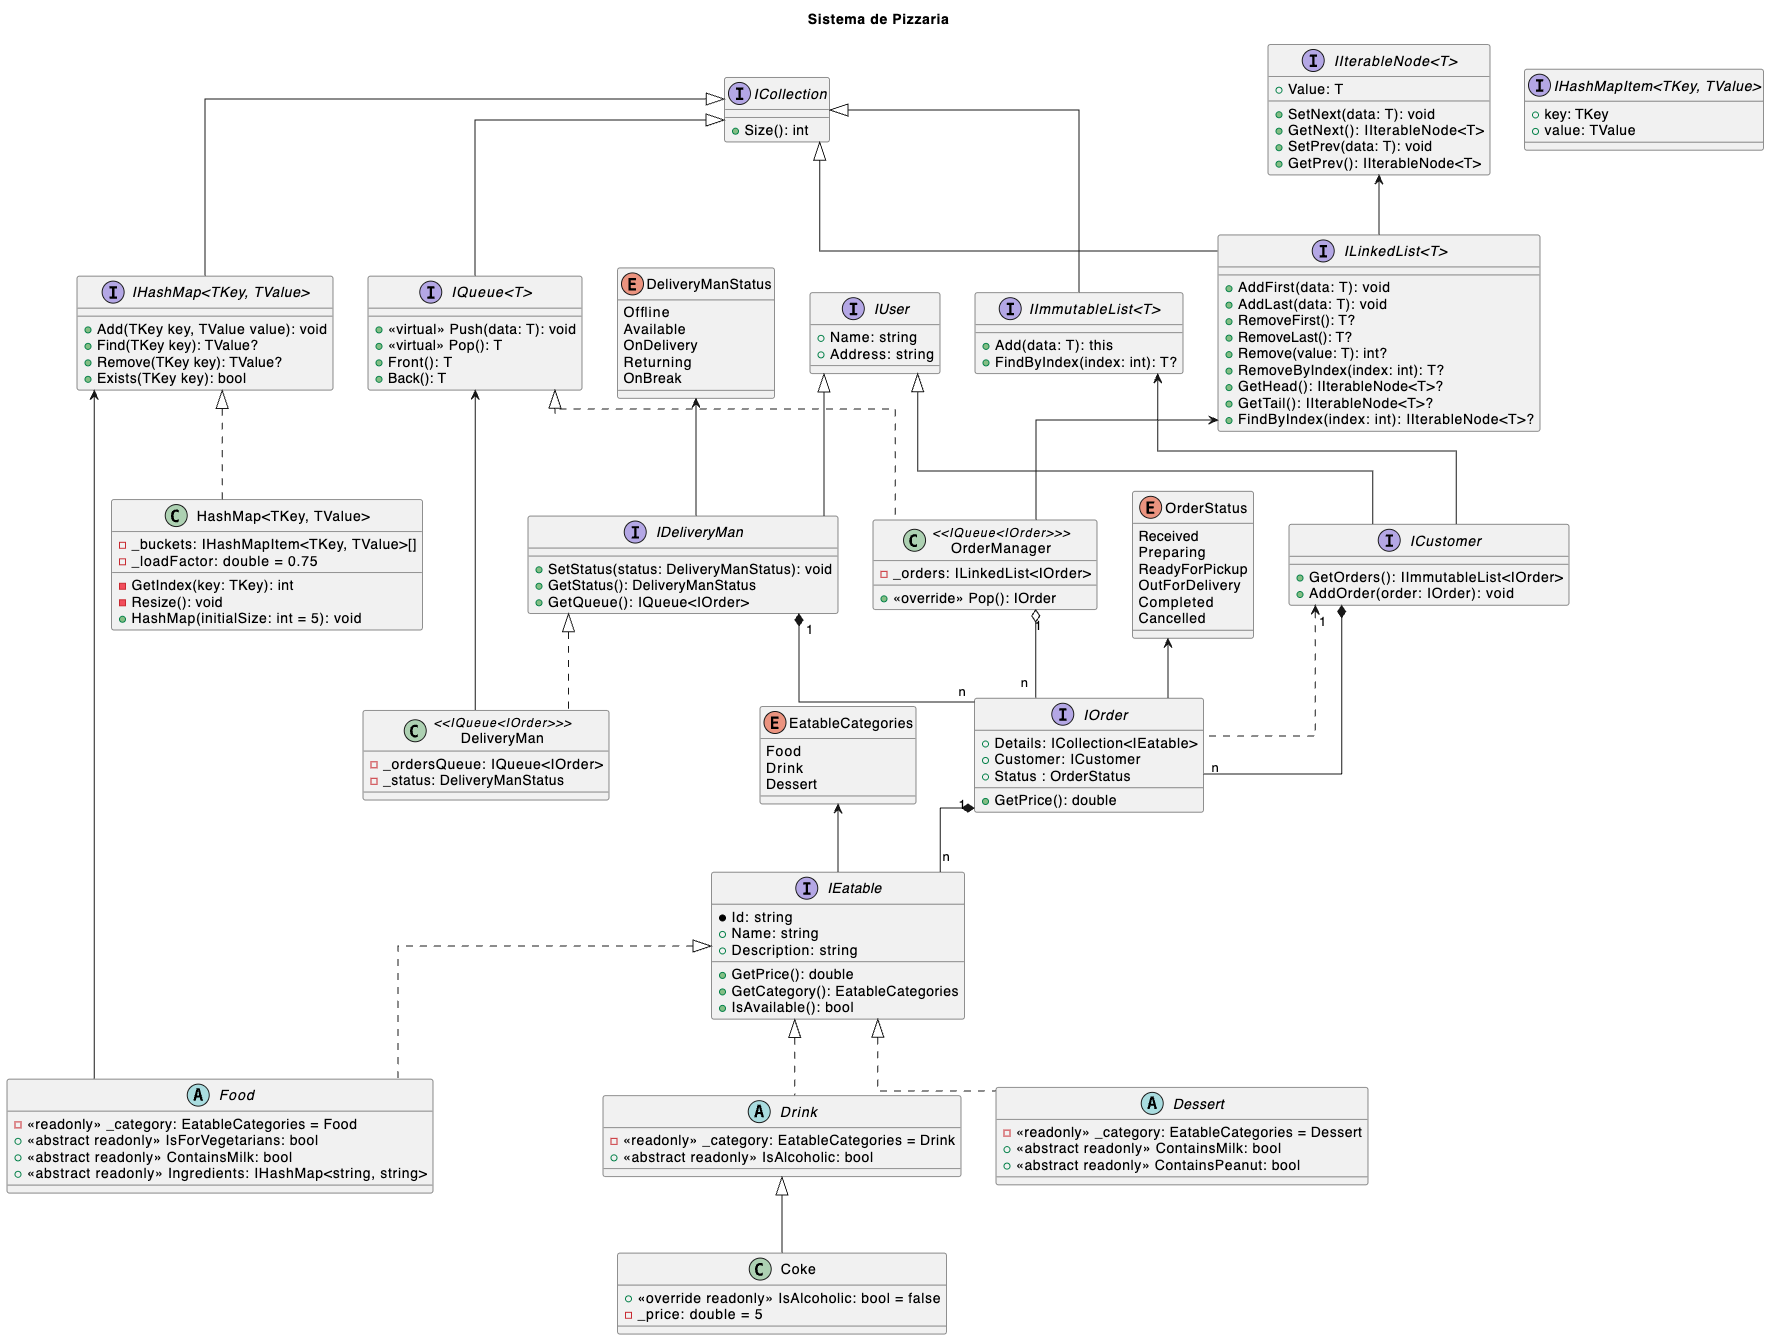 Sistema de Pizzaria
I ICollection
Size(): int
I IIterableNode<T>
Value: T
SetNext(data: T): void
GetNext(): IIterableNode<T>
SetPrev(data: T): void
GetPrev(): IIterableNode<T>
I IHashMapItem<TKey, TValue>
key: TKey
value: TValue
I IHashMap<TKey, TValue>
Add(TKey key, TValue value): void
Find(TKey key): TValue?
Remove(TKey key): TValue?
Exists(TKey key): bool
I IQueue<T>
«virtual» Push(data: T): void
«virtual» Pop(): T
Front(): T
Back(): T
E DeliveryManStatus
Offline
Available
OnDelivery
Returning
OnBreak
I IUser
Name: string
Address: string
I IImmutableList<T>
Add(data: T): this
FindByIndex(index: int): T?
I ILinkedList<T>
AddFirst(data: T): void
AddLast(data: T): void
RemoveFirst(): T?
RemoveLast(): T?
Remove(value: T): int?
RemoveByIndex(index: int): T?
GetHead(): IIterableNode<T>?
GetTail(): IIterableNode<T>?
FindByIndex(index: int): IIterableNode<T>?
C HashMap<TKey, TValue>
_buckets: IHashMapItem<TKey, TValue>[]
_loadFactor: double = 0.75
GetIndex(key: TKey): int
Resize(): void
HashMap(initialSize: int = 5): void
I IDeliveryMan
SetStatus(status: DeliveryManStatus): void
GetStatus(): DeliveryManStatus
GetQueue(): IQueue<IOrder>
C <<IQueue<IOrder>>>
OrderManager
_orders: ILinkedList<IOrder>
«override» Pop(): IOrder
E OrderStatus
Received
Preparing
ReadyForPickup
OutForDelivery
Completed
Cancelled
I ICustomer
GetOrders(): IImmutableList<IOrder>
AddOrder(order: IOrder): void
1
1
1
n
n
C <<IQueue<IOrder>>>
DeliveryMan
_ordersQueue: IQueue<IOrder>
_status: DeliveryManStatus
E EatableCategories
Food
Drink
Dessert
I IOrder
Details: ICollection<IEatable>
Customer: ICustomer
Status : OrderStatus
GetPrice(): double
n
1
n
I IEatable
Id: string
Name: string
Description: string
GetPrice(): double
GetCategory(): EatableCategories
IsAvailable(): bool
A Food
«readonly» _category: EatableCategories = Food
«abstract readonly» IsForVegetarians: bool
«abstract readonly» ContainsMilk: bool
«abstract readonly» Ingredients: IHashMap<string, string>
A Drink
«readonly» _category: EatableCategories = Drink
«abstract readonly» IsAlcoholic: bool
A Dessert
«readonly» _category: EatableCategories = Dessert
«abstract readonly» ContainsMilk: bool
«abstract readonly» ContainsPeanut: bool
C Coke
«override readonly» IsAlcoholic: bool = false
_price: double = 5